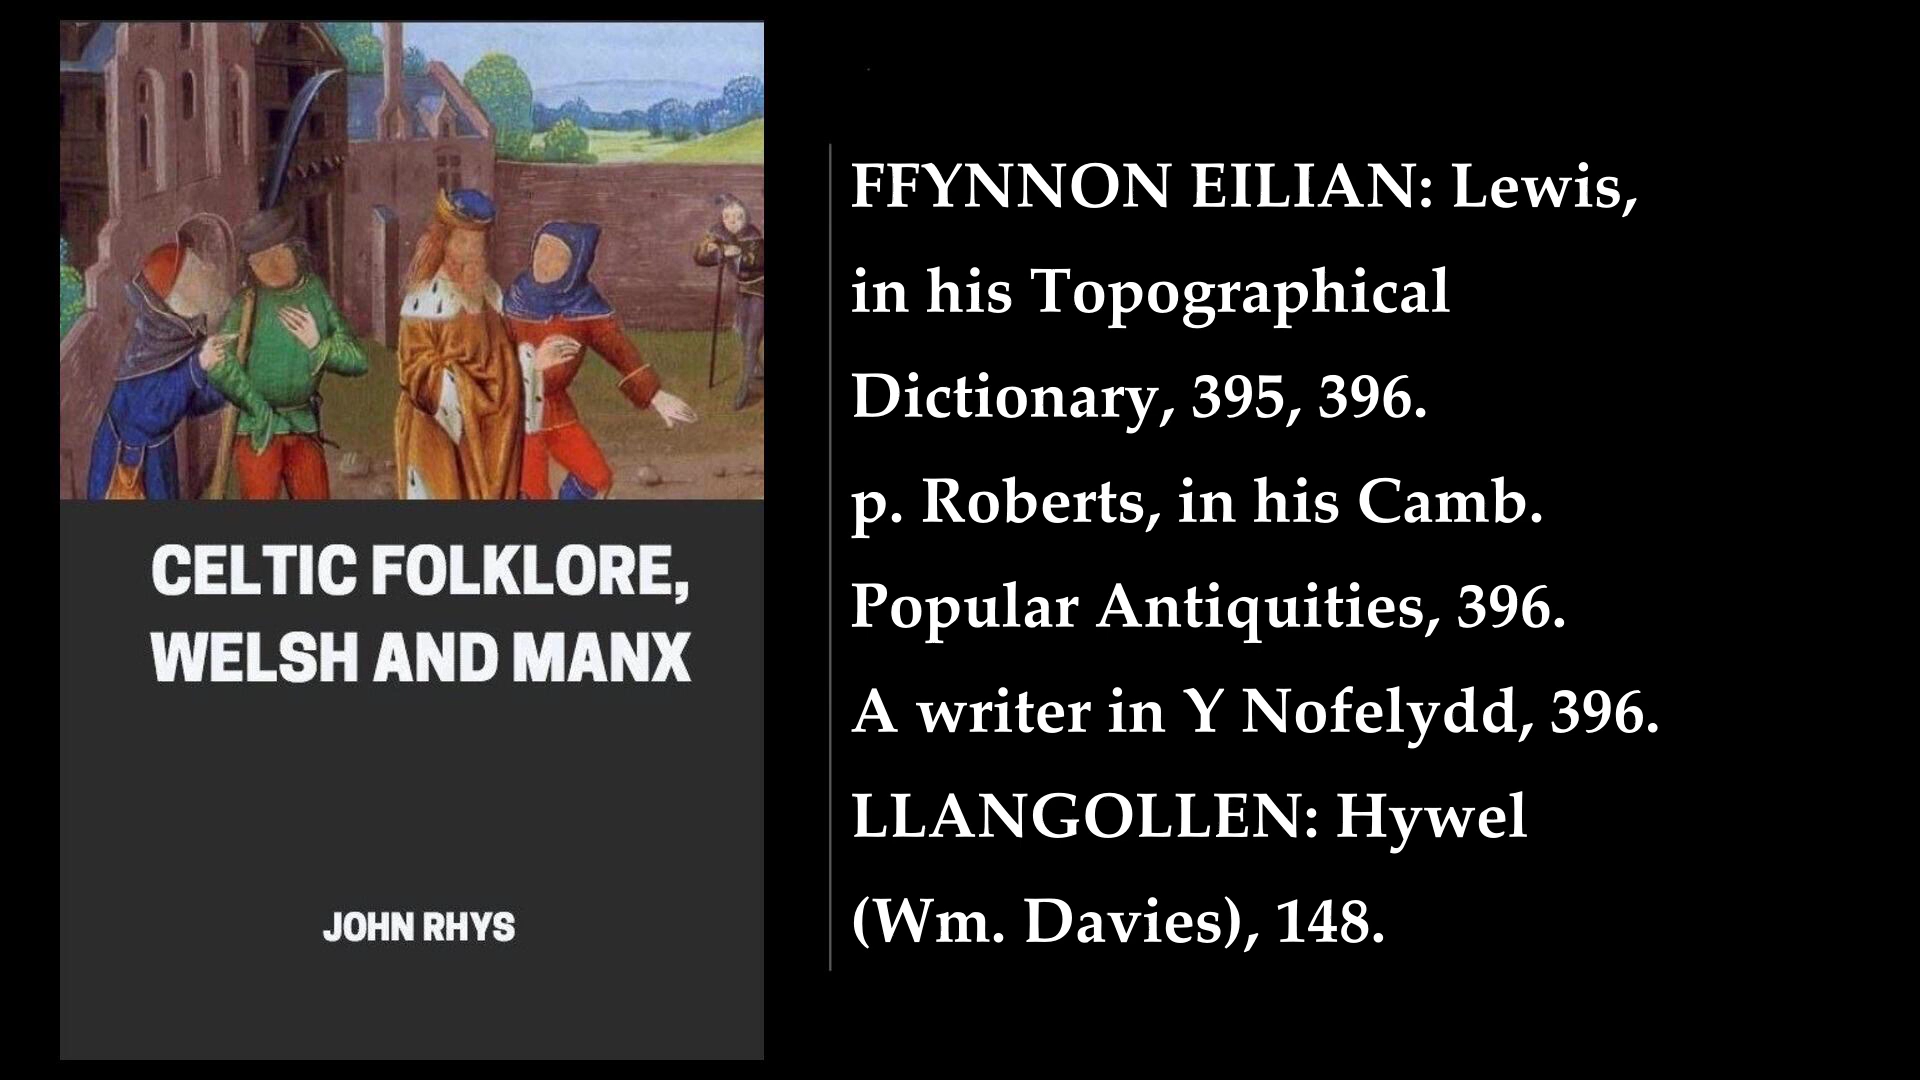 CELTIC FOLKLORE,
WELSH AND MANX
JOHN RHYS
FFYNNON EILIAN: Lewis,
in his Topographical
Dictionary, 395, 396.
p. Roberts, in his Camb.
Popular Antiquities, 396.
A writer in Y Nofelydd, 396.
LLANGOLLEN: Hywel
(Wm. Davies), 148.